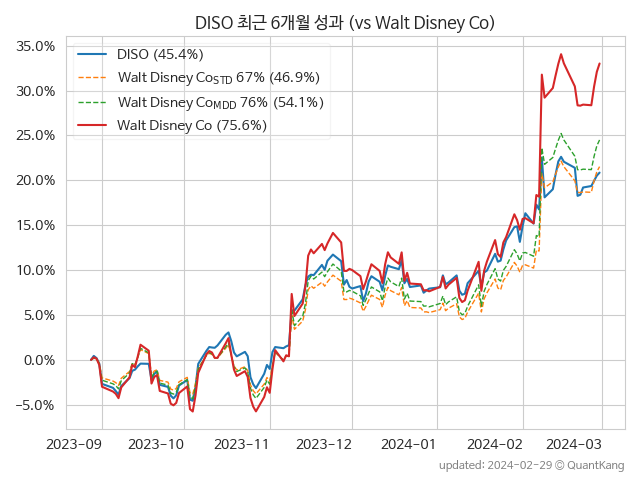 DISO 최근 6개월 성과 (vs Walt Disney Co)
35.0%
30.0%
25.0%
20.0%
15.0%
10.0%
5.0%
0.0%
−5.0%
DISO (45.4%)
Walt Disney CoSTD 67% (46.9%)
Walt Disney CoMDD 76% (54.1%)
Walt Disney Co (75.6%)
2023-09 2023-10 2023-11 2023-12 2024-01 2024-02 2024-03
updated: 2024-02-29 © QuantKang